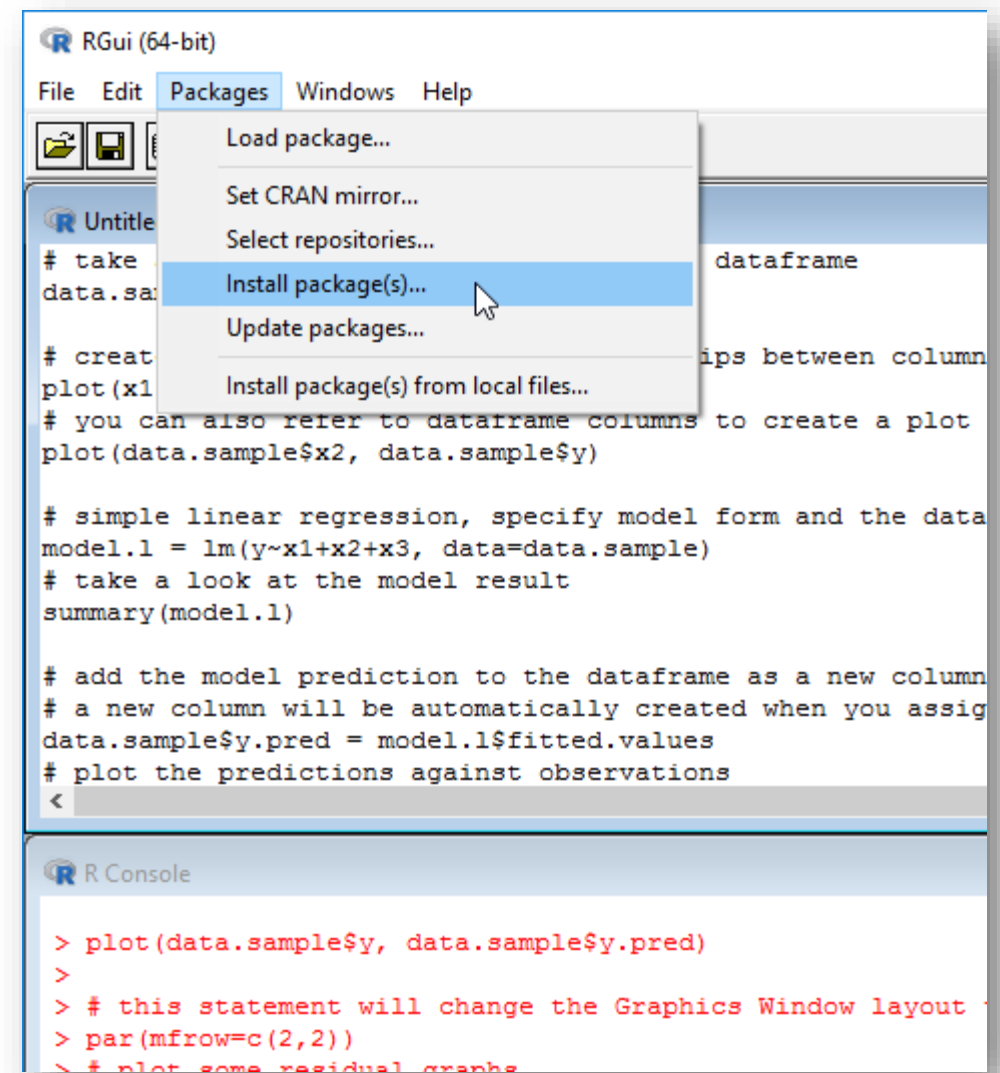 RGui (64-bit)
File Edit Packages Windows Help
Load package...
Set CRAN mirror...
Select repositories...
Install package(s)...
Update packages...
Install package(s) from local files...
Untitle
# take dataframe
data.sa
# creat ips between column
plot(x1
# you can also refer to dataframe columns to create a plot
plot(data.sample$x2, data.sample$y)
# simple linear regression, specify model form and the data
model.l = lm(y~x1+x2+x3, data=data.sample)
# take a look at the model result
summary(model.l)
# add the model prediction to the dataframe as a new column
# a new column will be automatically created when you assig
data.sample$y.pred = model.l$fitted.values
# plot the predictions against observations
R Console
> plot(data.sample$y, data.sample$y.pred)
>
> # this statement will change the Graphics Window layout
> par(mfrow=c(2,2))
> # plot some residual graphs